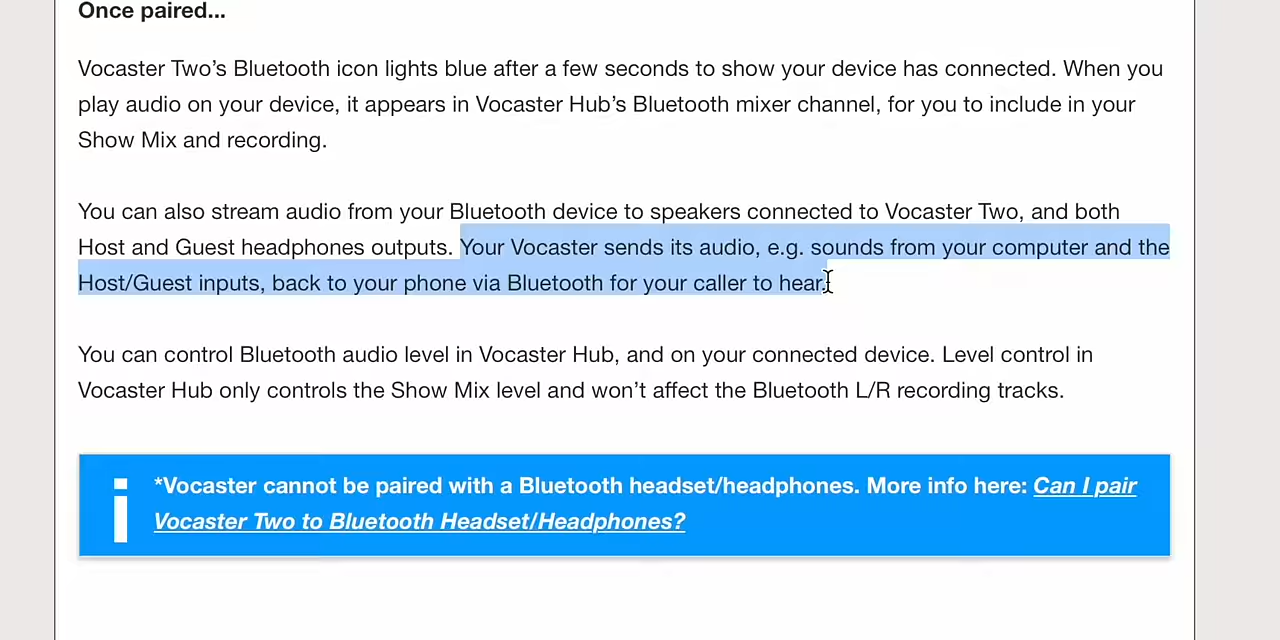 Once paired...
Vocaster Two’s Bluetooth icon lights blue after a few seconds to show your device has connected. When you
play audio on your device, it appears in Vocaster Hub’s Bluetooth mixer channel, for you to include in your
Show Mix and recording.
You can also stream audio from your Bluetooth device to speakers connected to Vocaster Two, and both
Host and Guest headphones outputs. Your Vocaster sends its audio, e.g. sounds from your computer and the
Host/Guest inputs, back to your phone via Bluetooth for your caller to hear.
You can control Bluetooth audio level in Vocaster Hub, and on your connected device. Level control in
Vocaster Hub only controls the Show Mix level and won’t affect the Bluetooth L/R recording tracks.
*Vocaster cannot be paired with a Bluetooth headset/headphones. More info here: Can I pair
Vocaster Two to Bluetooth Headset/Headphones?